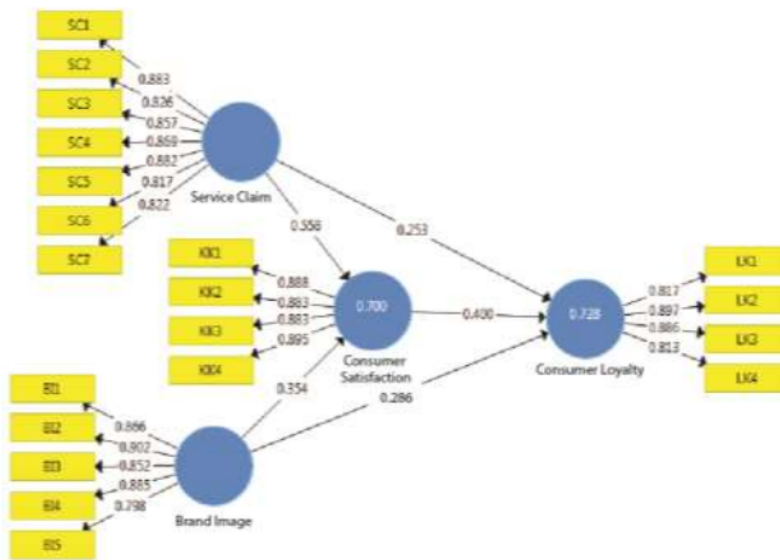 SC1
SC2
SC3
SC4
SC5
SC6
SC7
0.883
0.826
0.857
0.869
0.882
0.817
0.822
Service Claim
0.558
0.253
KK1
KK2
KK3
KK4
0.888
0.883
0.883
0.895
0.700
Consumer
Satisfaction
0.400
0.354
0.286
0.728
Consumer Loyalty
0.817
0.897
0.886
0.813
LK1
LK2
LK3
LK4
BI1
BI2
BI3
BI4
BI5
0.866
0.902
0.852
0.885
0.798
Brand Image